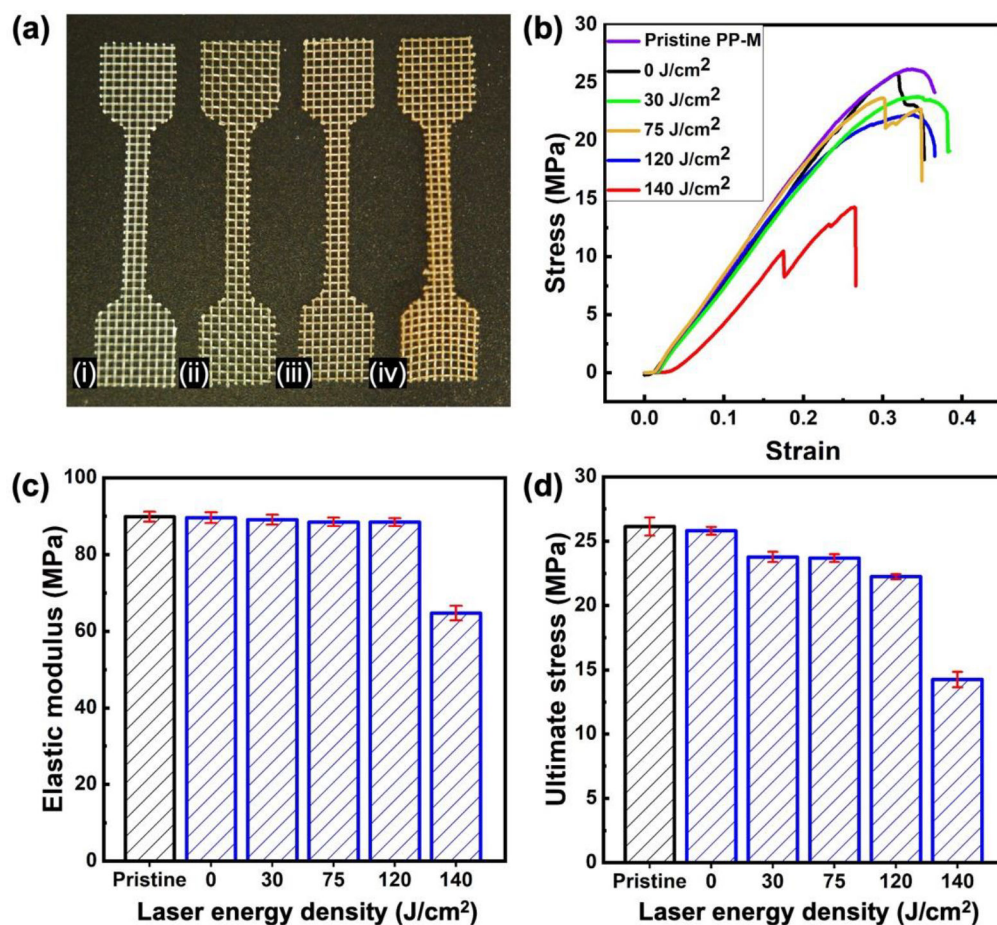 (a)
(i)
(ii)
(iii)
(iv)
(b)
Stress (MPa)
30
25
20
15
10
5
0
Pristine PP-M
0 J/cm²
30 J/cm²
75 J/cm²
120 J/cm²
140 J/cm²
0.0 0.1 0.2 0.3 0.4
Strain
(c)
Elastic modulus (MPa)
100
80
60
40
20
0
Pristine 0 30 75 120 140
Laser energy density (J/cm²)
(d)
Ultimate stress (MPa)
30
25
20
15
10
5
0
Pristine 0 30 75 120 140
Laser energy density (J/cm²)